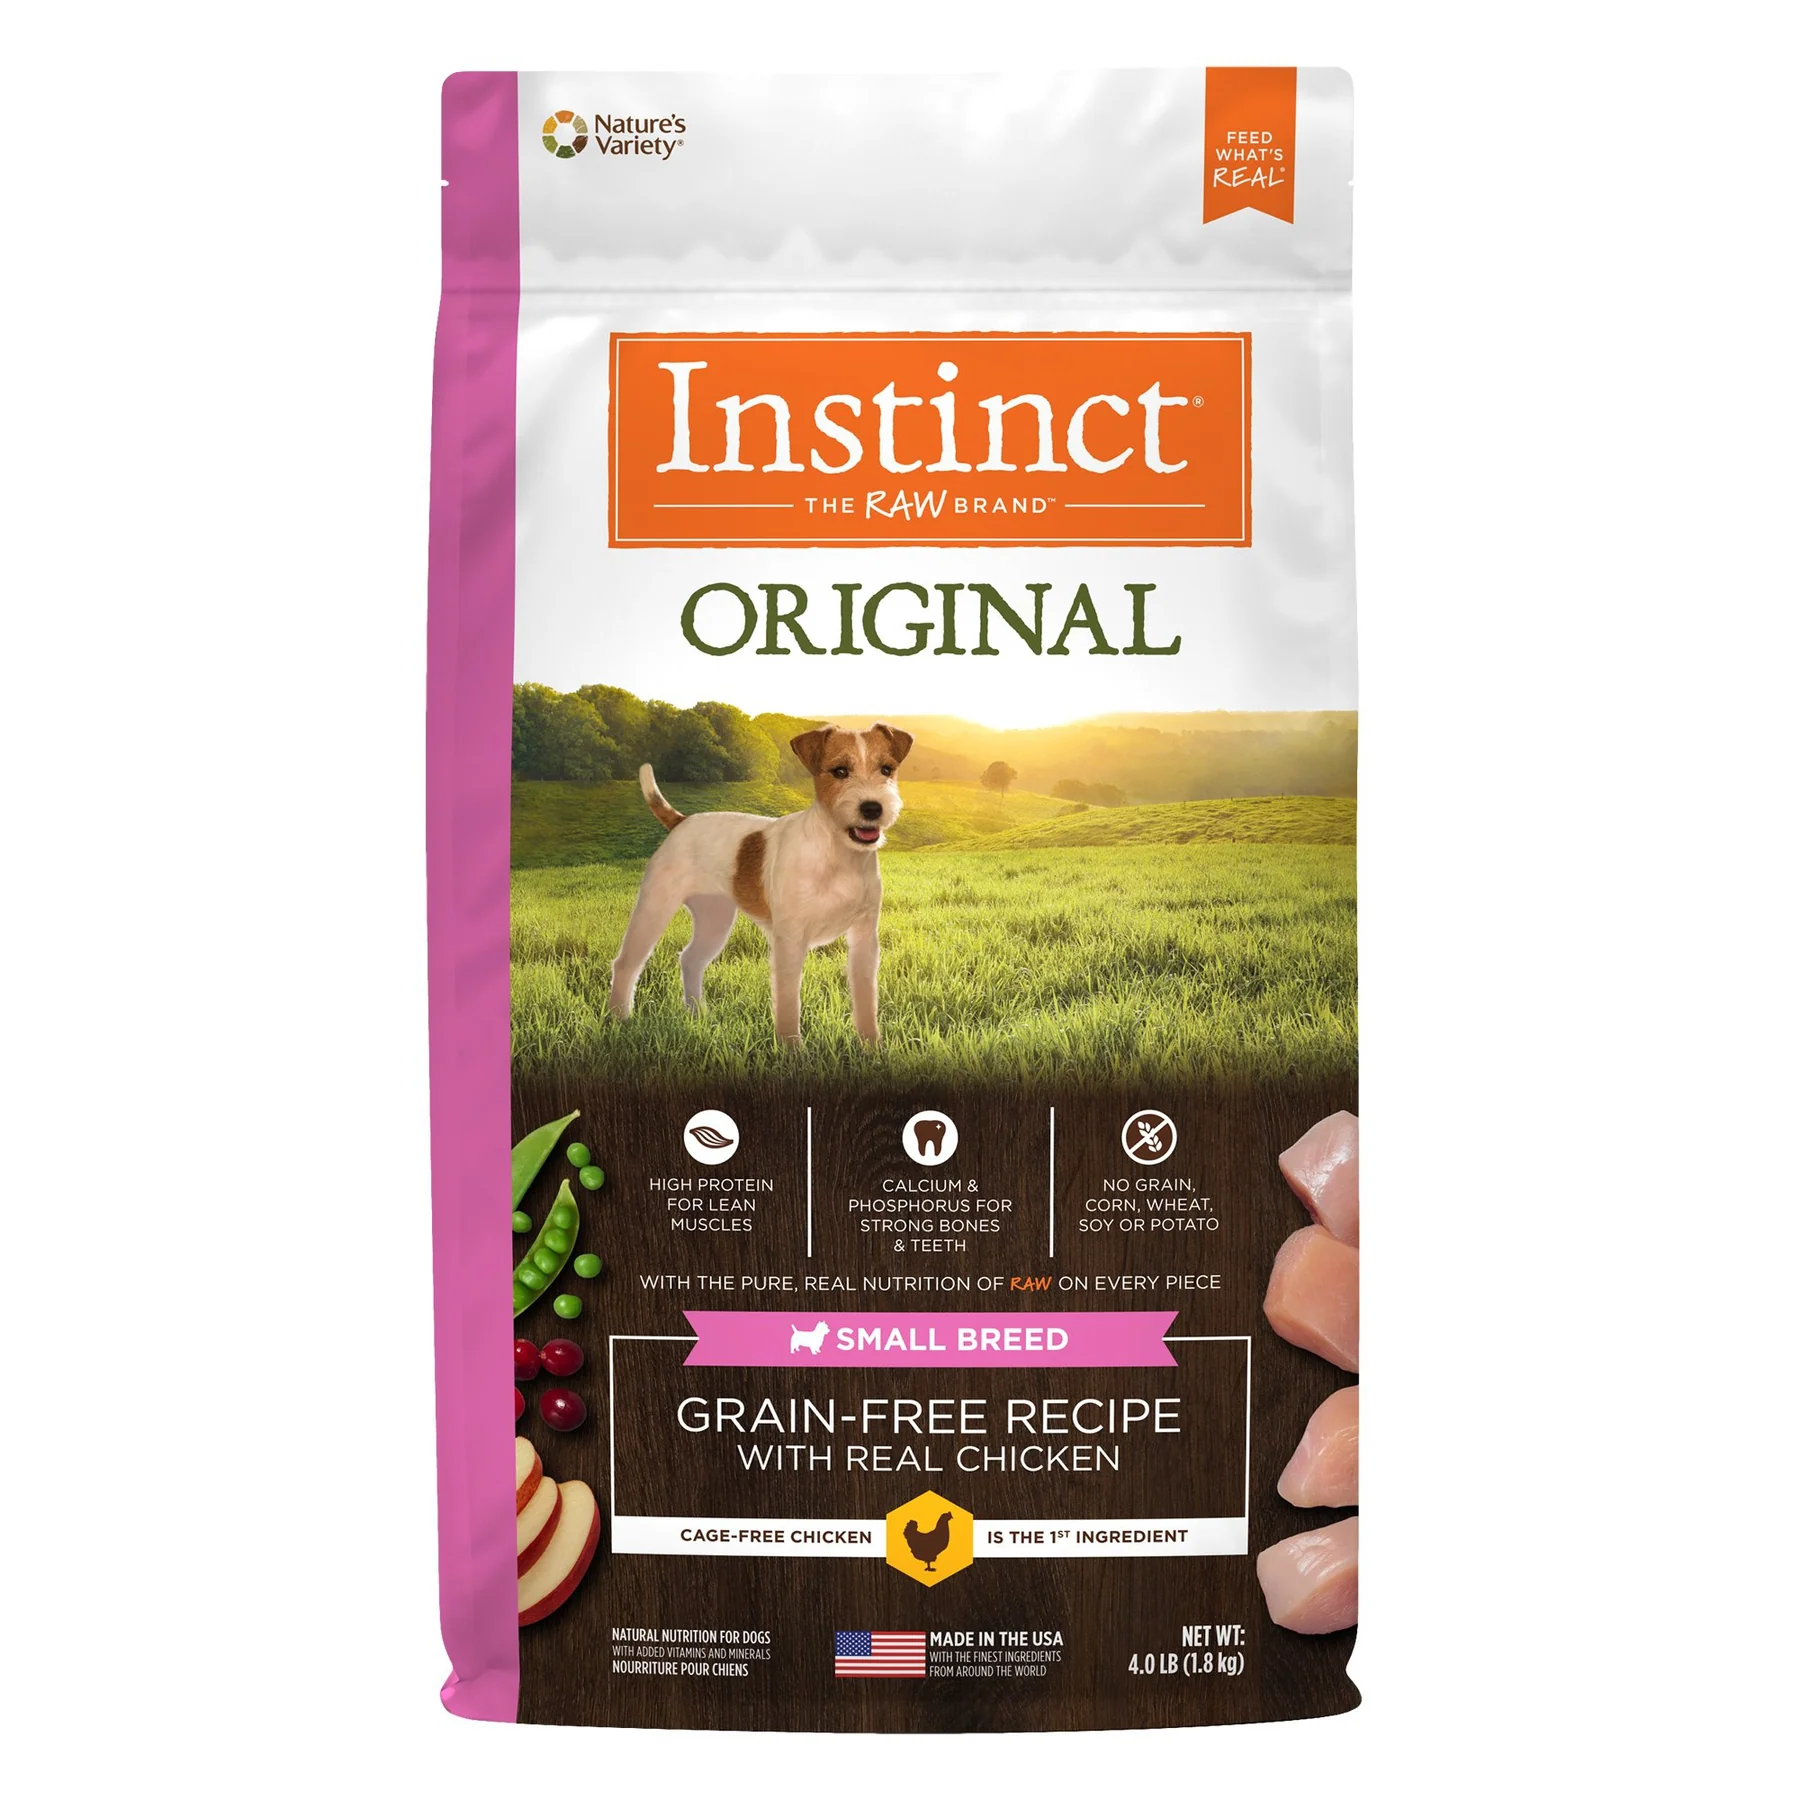 Nature's
Variety®
FEED
WHAT'S
REAL®
Instinct®
THE RAW BRAND™
ORIGINAL
HIGH PROTEIN
FOR LEAN
MUSCLES
CALCIUM &
PHOSPHORUS FOR
STRONG BONES
& TEETH
NO GRAIN,
CORN, WHEAT,
SOY OR POTATO
WITH THE PURE, REAL NUTRITION OF RAW ON EVERY PIECE
SMALL BREED
GRAIN-FREE RECIPE
WITH REAL CHICKEN
CAGE-FREE CHICKEN IS THE 1ST INGREDIENT
NATURAL NUTRITION FOR DOGS
WITH ADDED VITAMINS AND MINERALS
NOURRITURE POUR CHIENS
MADE IN THE USA
WITH THE FINEST INGREDIENTS
FROM AROUND THE WORLD
NET WT:
4.0 LB (1.8 kg)